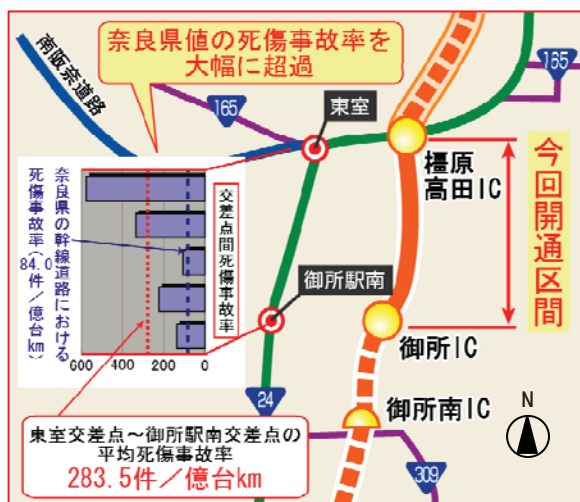 奈良県値の死傷事故率を
大幅に超過
南阪奈道路
165
165
東室
橿原
高田IC
今回開通区間
奈良県の幹線道路における
死傷事故率（84.0件／億台km）
交差点間死傷事故率
600
400
200
0
御所駅南
御所IC
24
御所南IC
東室交差点～御所駅南交差点の
平均死傷事故率
283.5件／億台km
309
N